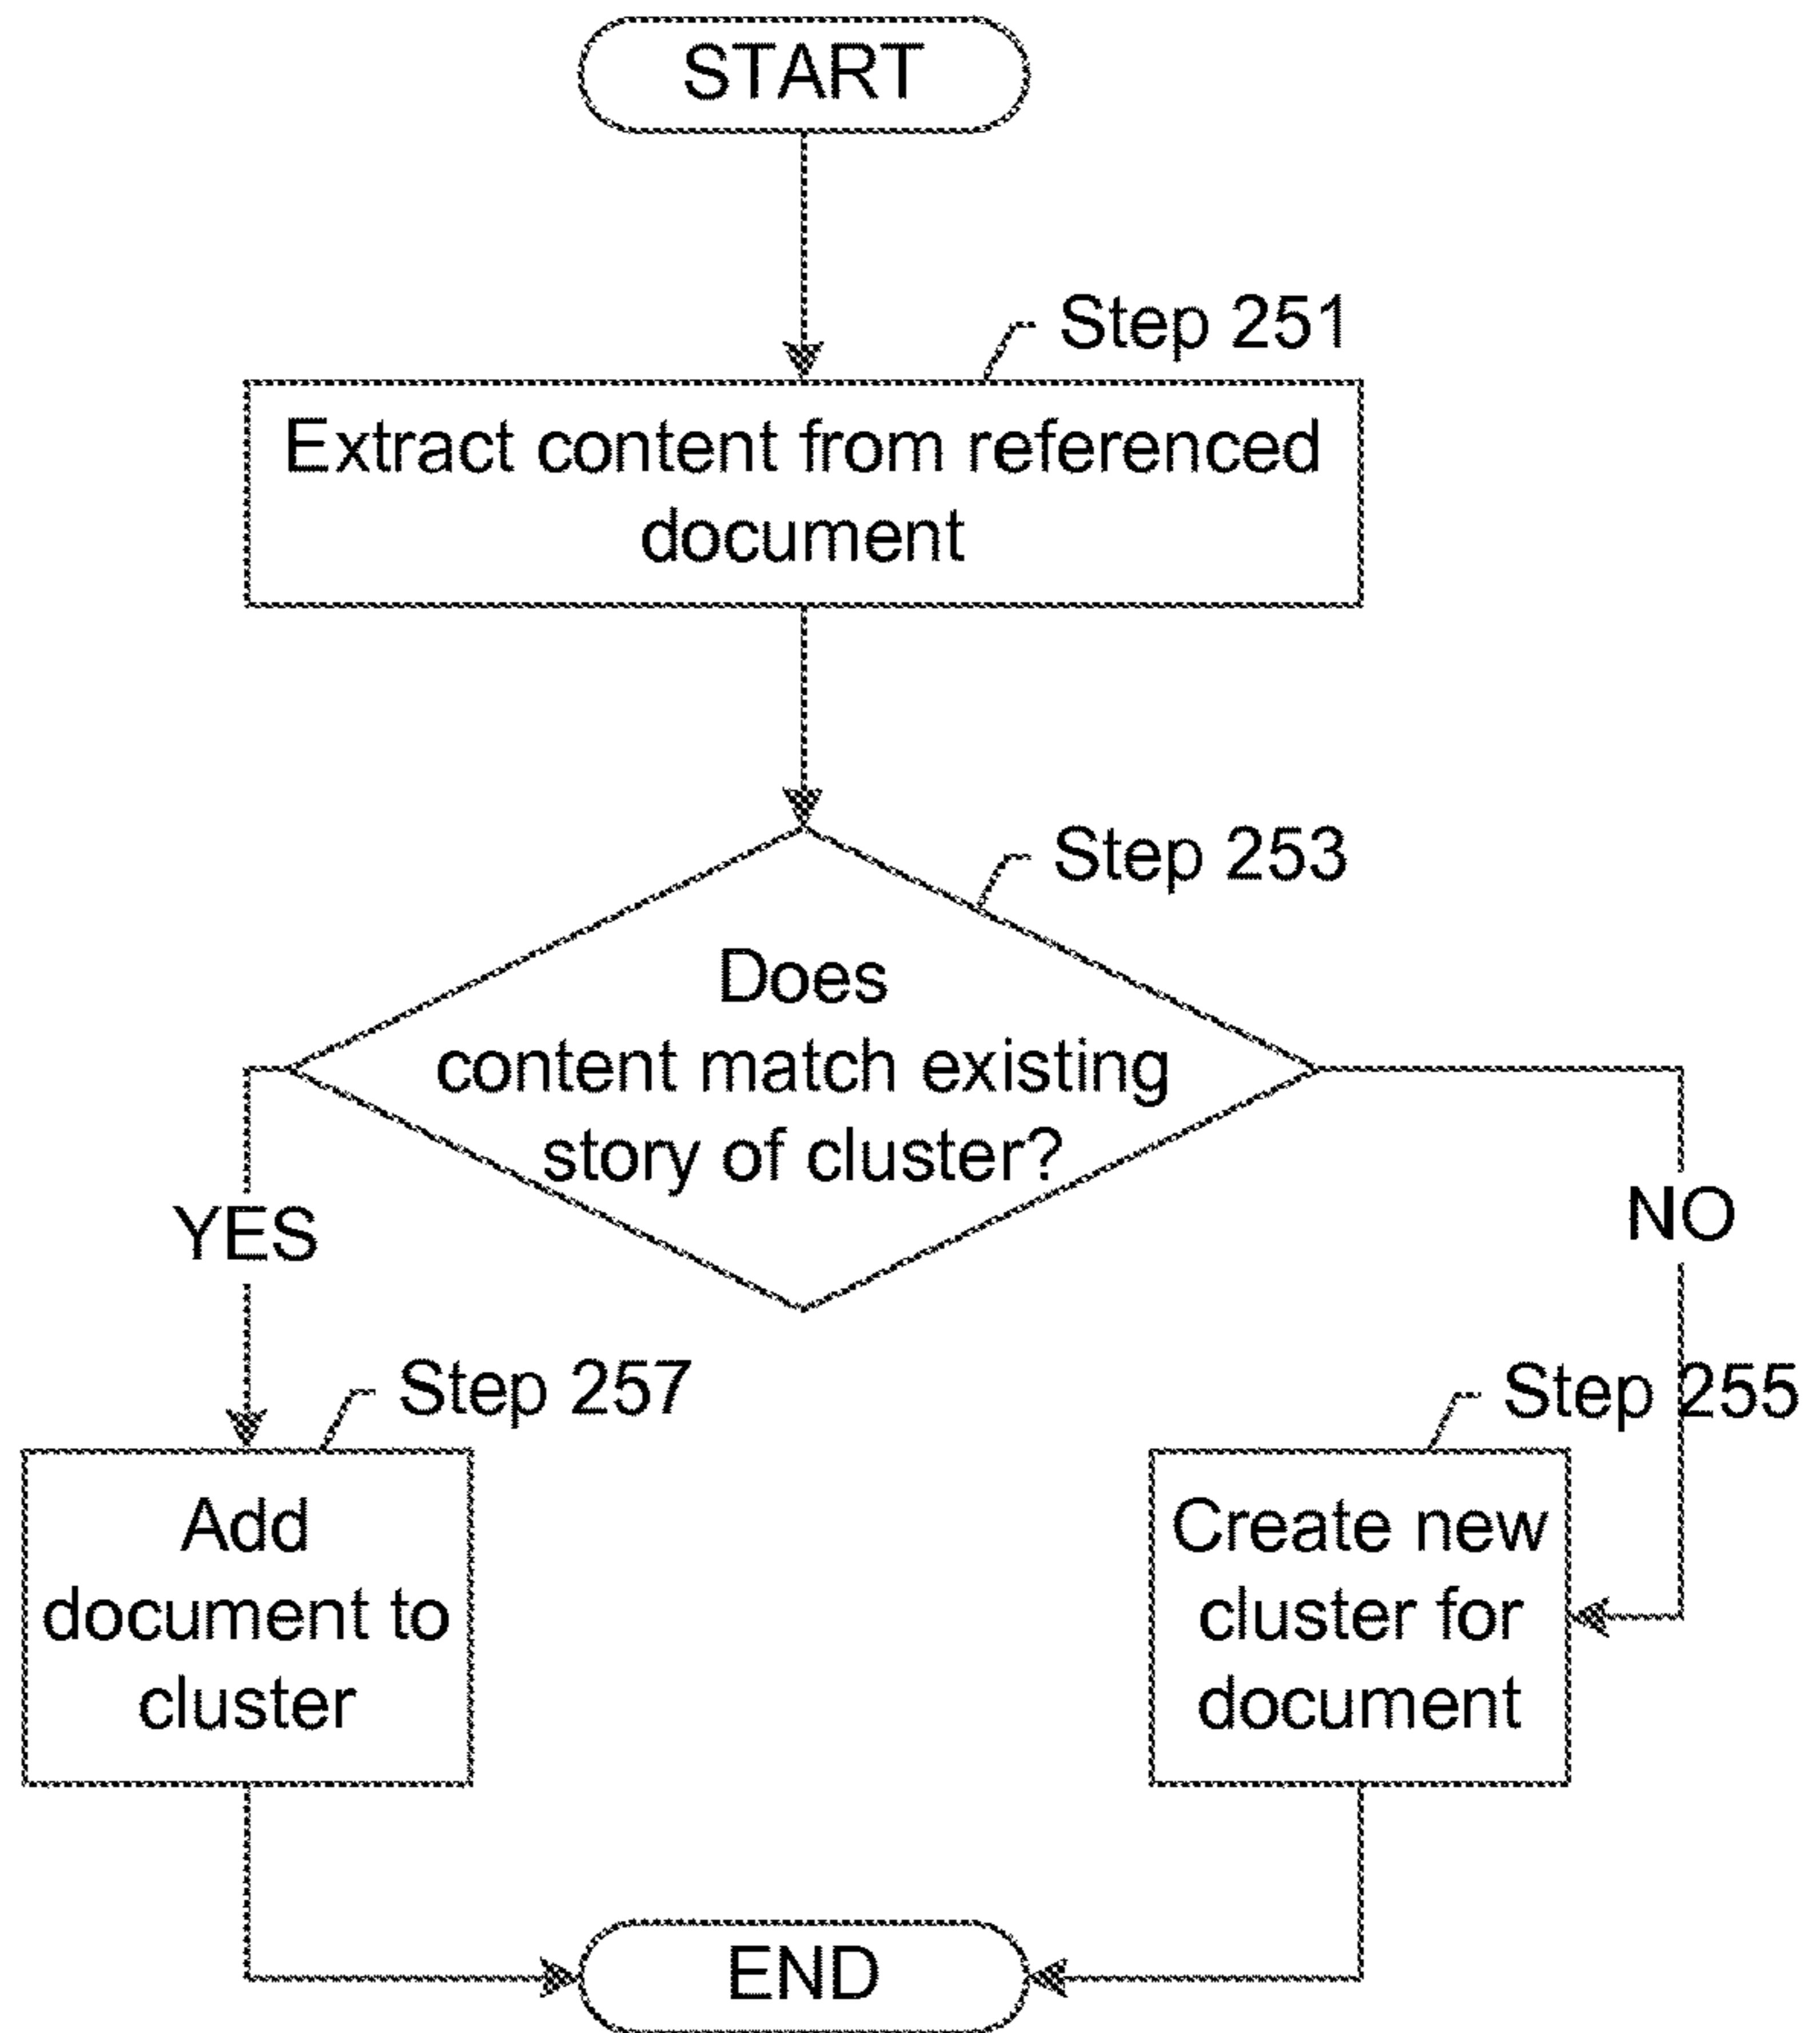 START
Step 251
Extract content from referenced
document
Step 253
Does
content match existing
story of cluster?
YES
NO
Step 257
Step 255
Add
document to
cluster
Create new
cluster for
document
END